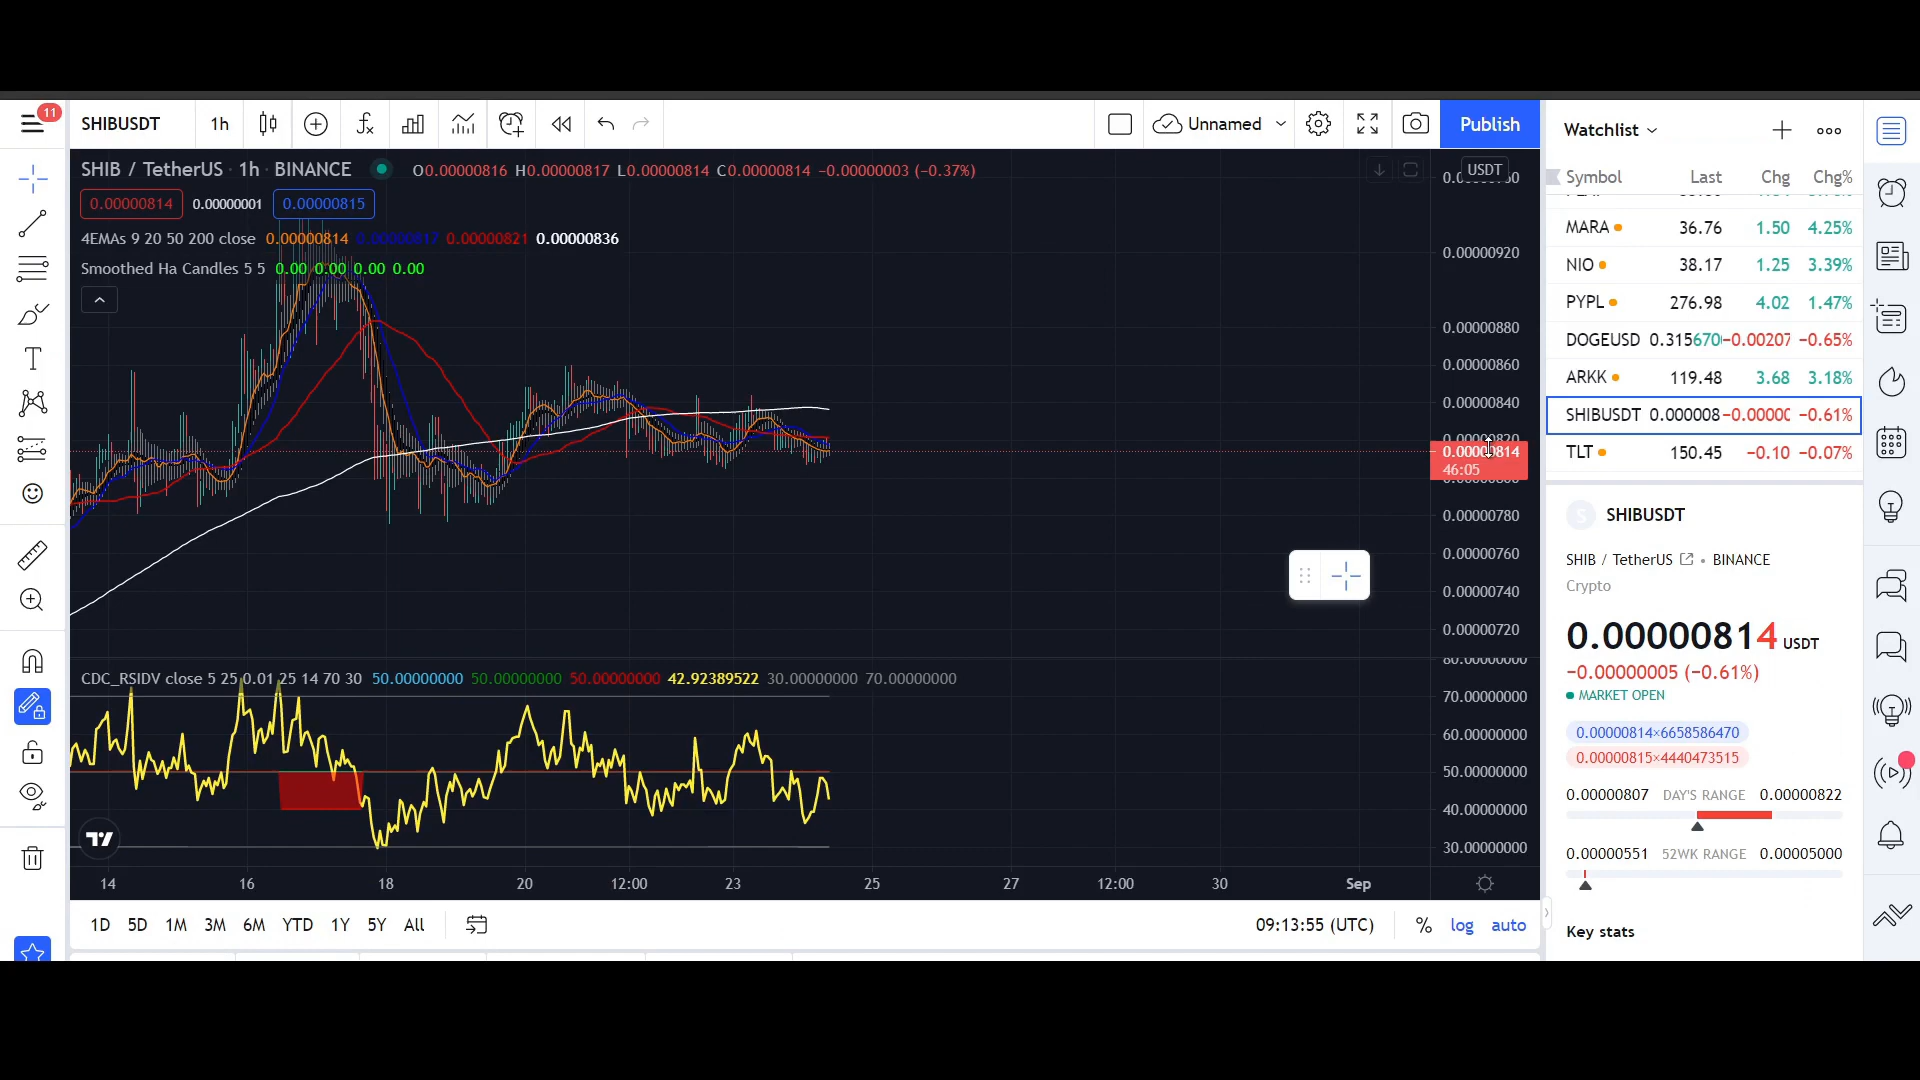 11
SHIBUSDT
1h
Unnamed
Publish
SHIB / TetherUS · 1h · BINANCE
O0.00000816 H0.00000817 L0.00000814 C0.00000814 −0.00000003 (−0.37%)
USDT
0.00000814
0.00000001
0.00000815
4EMAs 9 20 50 200 close 0.00000814 0.00000817 0.00000821 0.00000836
Smoothed Ha Candles 5 5 0.00 0.00 0.00 0.00
0.00000920
0.00000880
0.00000860
0.00000840
0.00000820
0.00000814
46:05
0.00000800
0.00000780
0.00000760
0.00000740
0.00000720
CDC_RSIDV close 5 25 0.01 25 14 70 30 50.00000000 50.00000000 50.00000000 42.92389522 30.00000000 70.00000000
80.00000000
70.00000000
60.00000000
50.00000000
40.00000000
30.00000000
14 16 18 20 12:00 23 25 27 12:00 30 Sep
1D 5D 1M 3M 6M YTD 1Y 5Y All
09:13:55 (UTC)
% log auto
Watchlist
Symbol Last Chg Chg%
MARA 36.76 1.50 4.25%
NIO 38.17 1.25 3.39%
PYPL 276.98 4.02 1.47%
DOGEUSD 0.315670 −0.00207 −0.65%
ARKK 119.48 3.68 3.18%
SHIBUSDT 0.000008 −0.00000 −0.61%
TLT 150.45 −0.10 −0.07%
S SHIBUSDT
SHIB / TetherUS • BINANCE
Crypto
0.00000814 USDT
−0.00000005 (−0.61%)
MARKET OPEN
0.00000814×6658586470
0.00000815×4440473515
0.00000807 DAY'S RANGE 0.00000822
0.00000551 52WK RANGE 0.00005000
Key stats